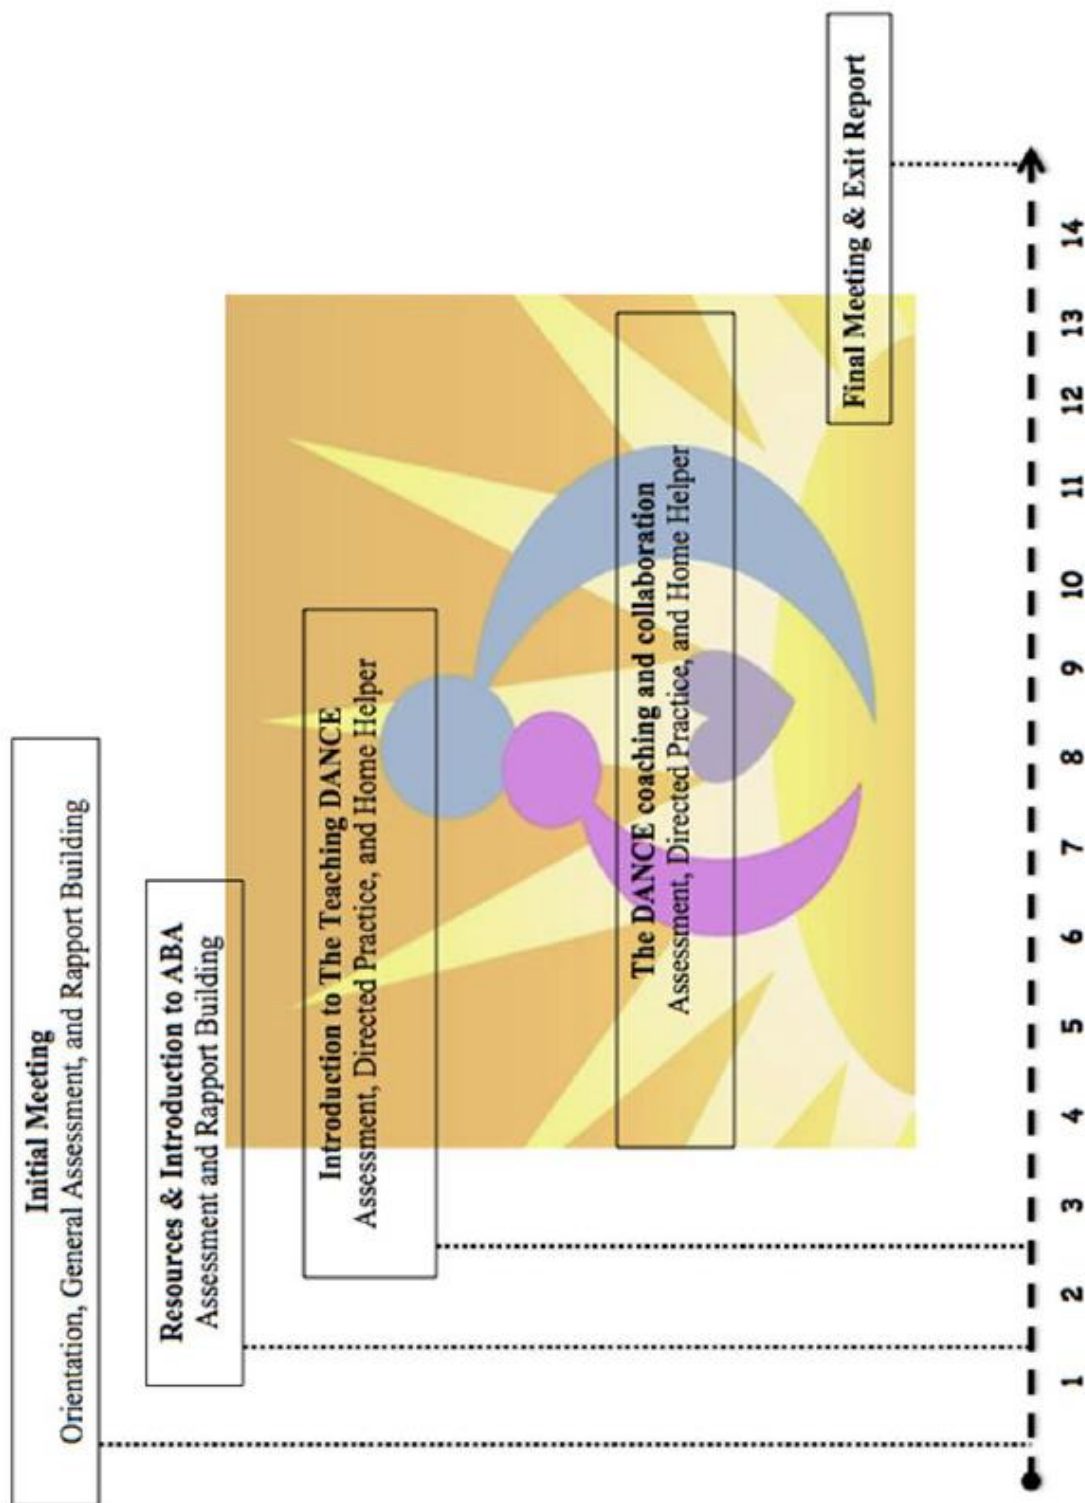 Initial Meeting
Orientation, General Assessment, and Rapport Building
Resources & Introduction to ABA
Assessment and Rapport Building
Introduction to The Teaching DANCE
Assessment, Directed Practice, and Home Helper
The DANCE coaching and collaboration
Assessment, Directed Practice, and Home Helper
Final Meeting & Exit Report
1 2 3 4 5 6 7 8 9 10 11 12 13 14